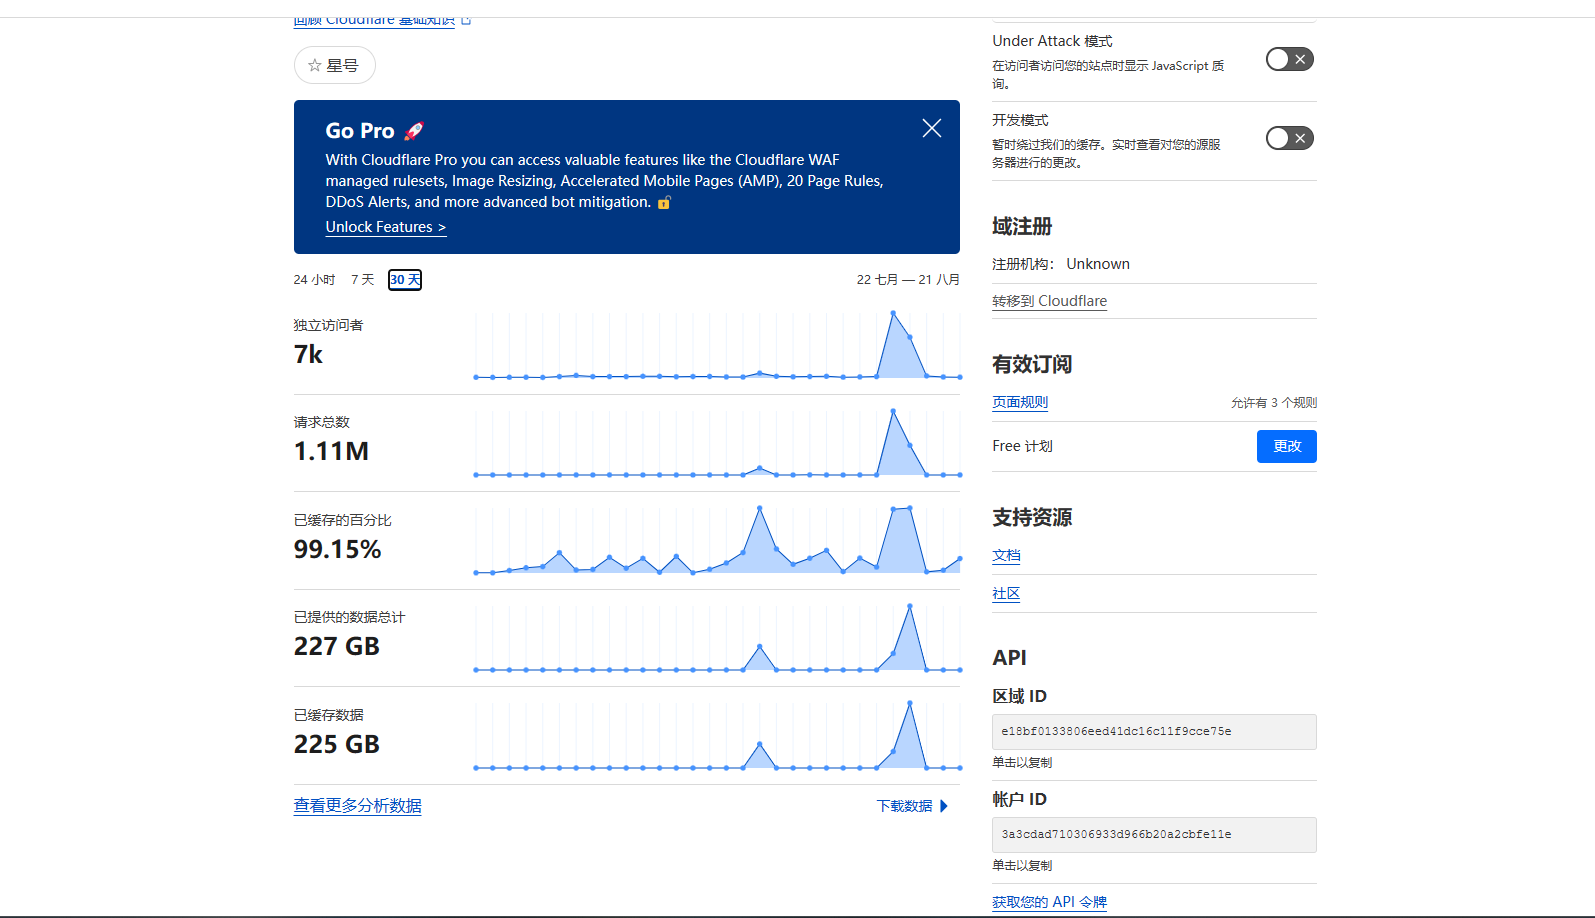 回顾 Cloudflare 基础知识
☆ 星号
Go Pro 🚀
With Cloudflare Pro you can access valuable features like the Cloudflare WAF
managed rulesets, Image Resizing, Accelerated Mobile Pages (AMP), 20 Page Rules,
DDoS Alerts, and more advanced bot mitigation. 🔓
Unlock Features >
24 小时 7 天 30 天 22 七月 — 21 八月
独立访问者
7k
请求总数
1.11M
已缓存的百分比
99.15%
已提供的数据总计
227 GB
已缓存数据
225 GB
查看更多分析数据 下载数据
Under Attack 模式
在访问者访问您的站点时显示 JavaScript 质
询。
开发模式
暂时绕过我们的缓存。实时查看对您的源服
务器进行的更改。
域注册
注册机构： Unknown
转移到 Cloudflare
有效订阅
页面规则 允许有 3 个规则
Free 计划 更改
支持资源
文档
社区
API
区域 ID
e18bf0133806eed41dc16c11f9cce75e
单击以复制
帐户 ID
3a3cdad710306933d966b20a2cbfe11e
单击以复制
获取您的 API 令牌